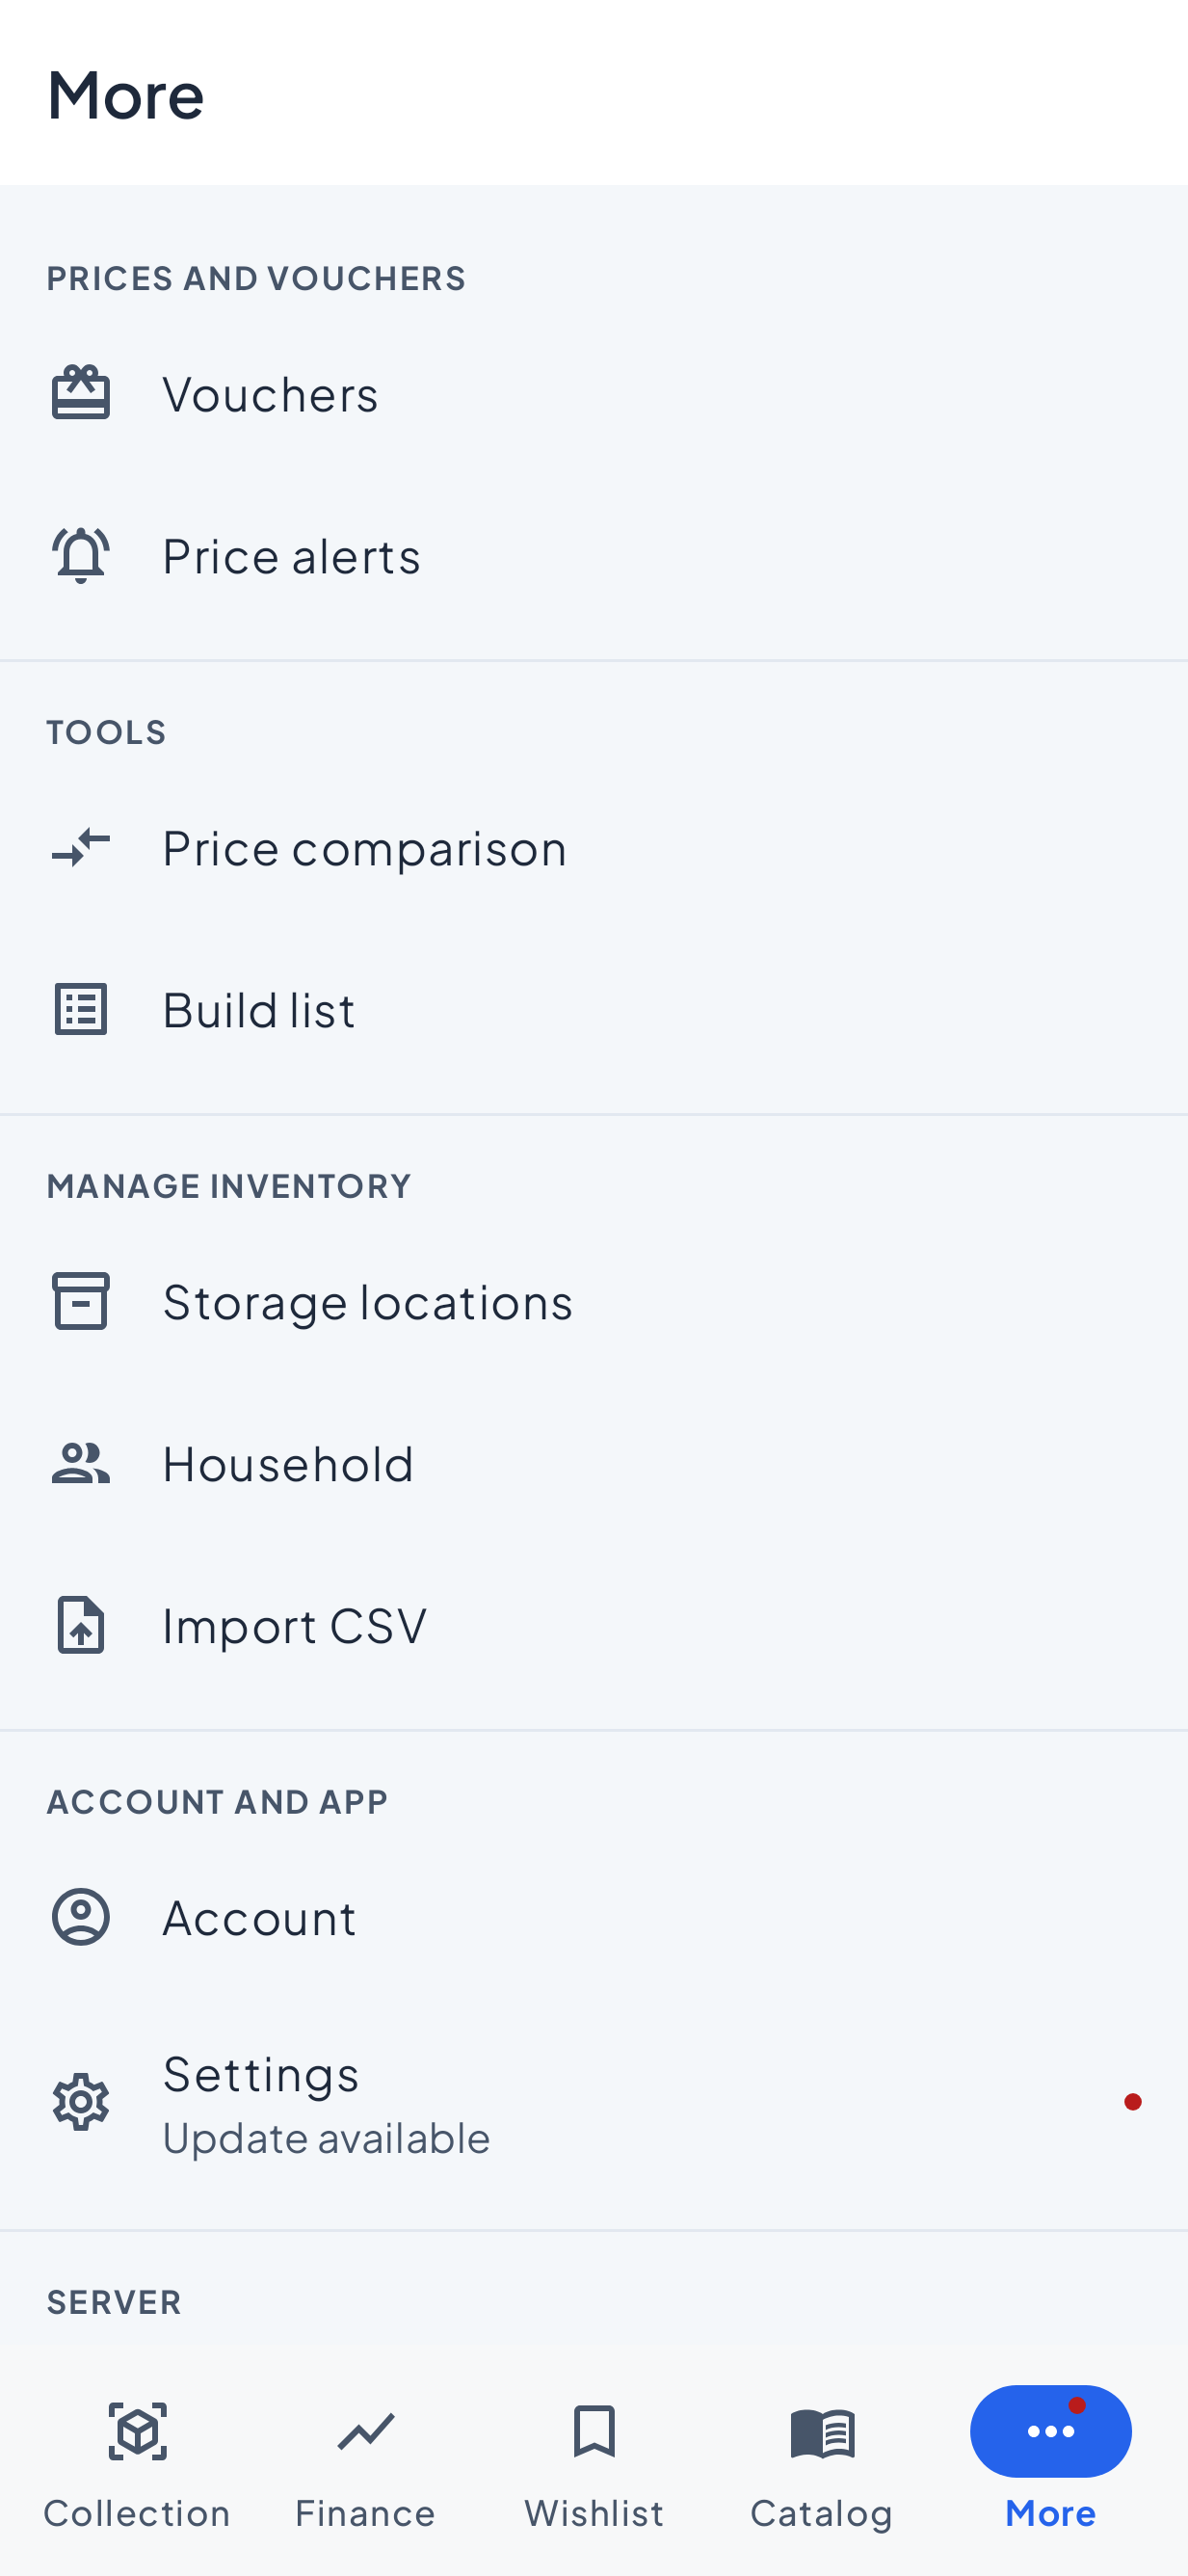 More
PRICES AND VOUCHERS
Vouchers
Price alerts
TOOLS
Price comparison
Build list
MANAGE INVENTORY
Storage locations
Household
Import CSV
ACCOUNT AND APP
Account
Settings
Update available
SERVER
Collection Finance Wishlist Catalog More